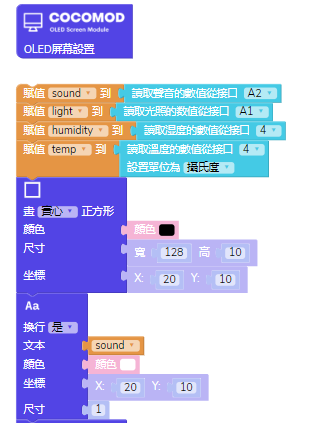 COCOMOD
OLED Screen Module
OLED屏幕設置
賦值 sound 到 讀取聲音的數值從接口 A2
賦值 light 到 讀取光照的數值從接口 A1
賦值 humidity 到 讀取湿度的數值從接口 4
賦值 temp 到 讀取溫度的數值從接口 4
設置單位為 攝氏度
畫 實心 正方形
顏色 顏色
尺寸 寬 128 高 10
坐標 X: 20 Y: 10
Aa
換行 是
文本 sound
顏色 顏色
坐標 X: 20 Y: 10
尺寸 1